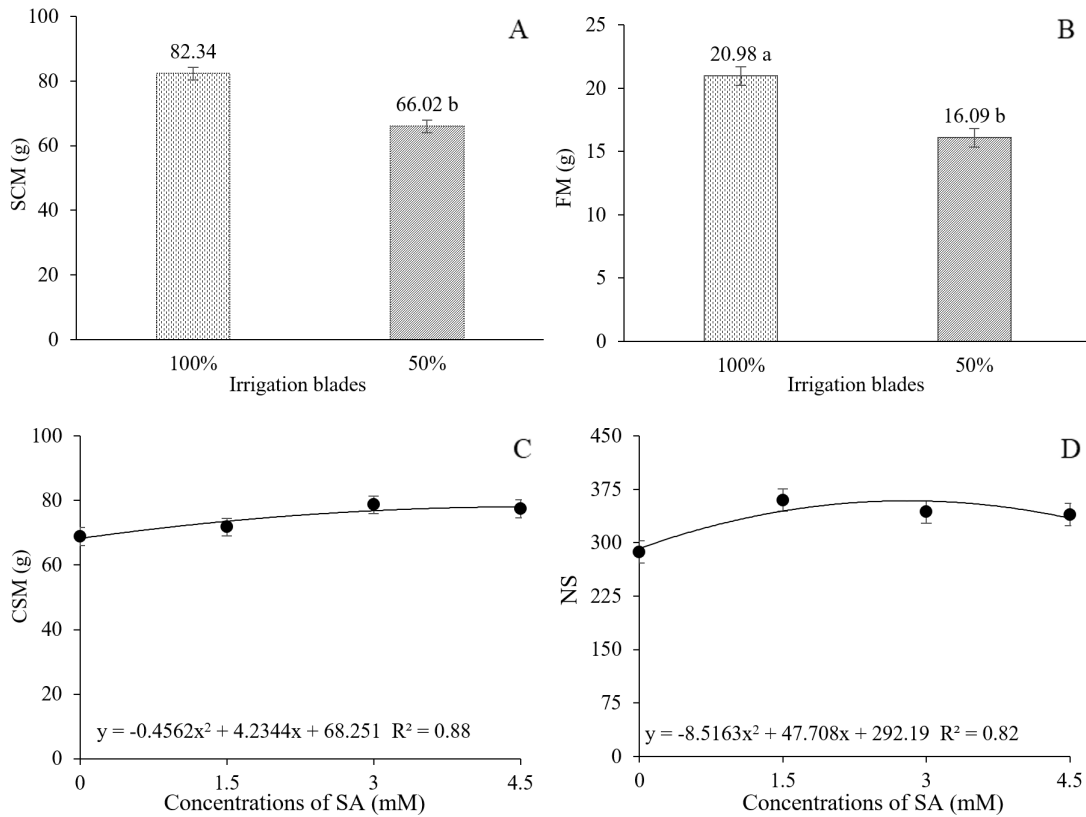 A
SCM (g)
100
80
60
40
20
0
82.34
66.02 b
100%
50%
Irrigation blades
B
FM (g)
25
20
15
10
5
0
20.98 a
16.09 b
100%
50%
Irrigation blades
C
CSM (g)
100
80
60
40
20
0
y = -0.4562x² + 4.2344x + 68.251 R² = 0.88
0
1.5
3
4.5
Concentrations of SA (mM)
D
NS
450
375
300
225
150
75
0
y = -8.5163x² + 47.708x + 292.19 R² = 0.82
0
1.5
3
4.5
Concentrations of SA (mM)